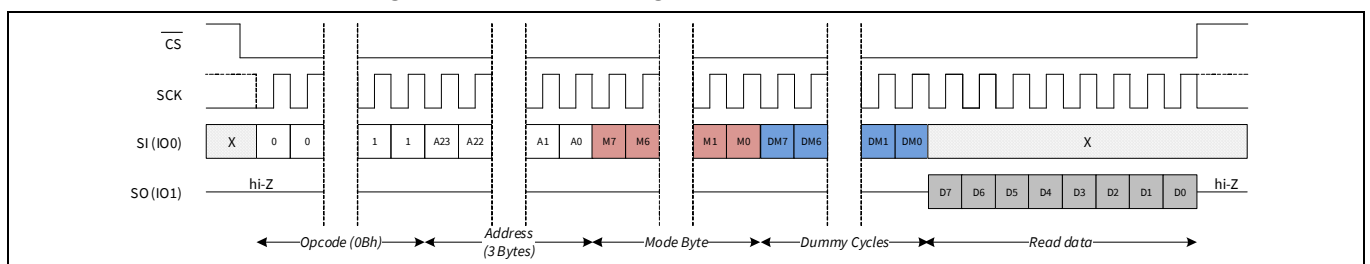 CS
SCK
SI (IO0) X 0 0 1 1 A23 A22 A1 A0 M7 M6 M1 M0 DM7 DM6 DM1 DM0 X
SO (IO1) hi-Z D7 D6 D5 D4 D3 D2 D1 D0 hi-Z
Opcode (0Bh) Address (3 Bytes) Mode Byte Dummy Cycles Read data